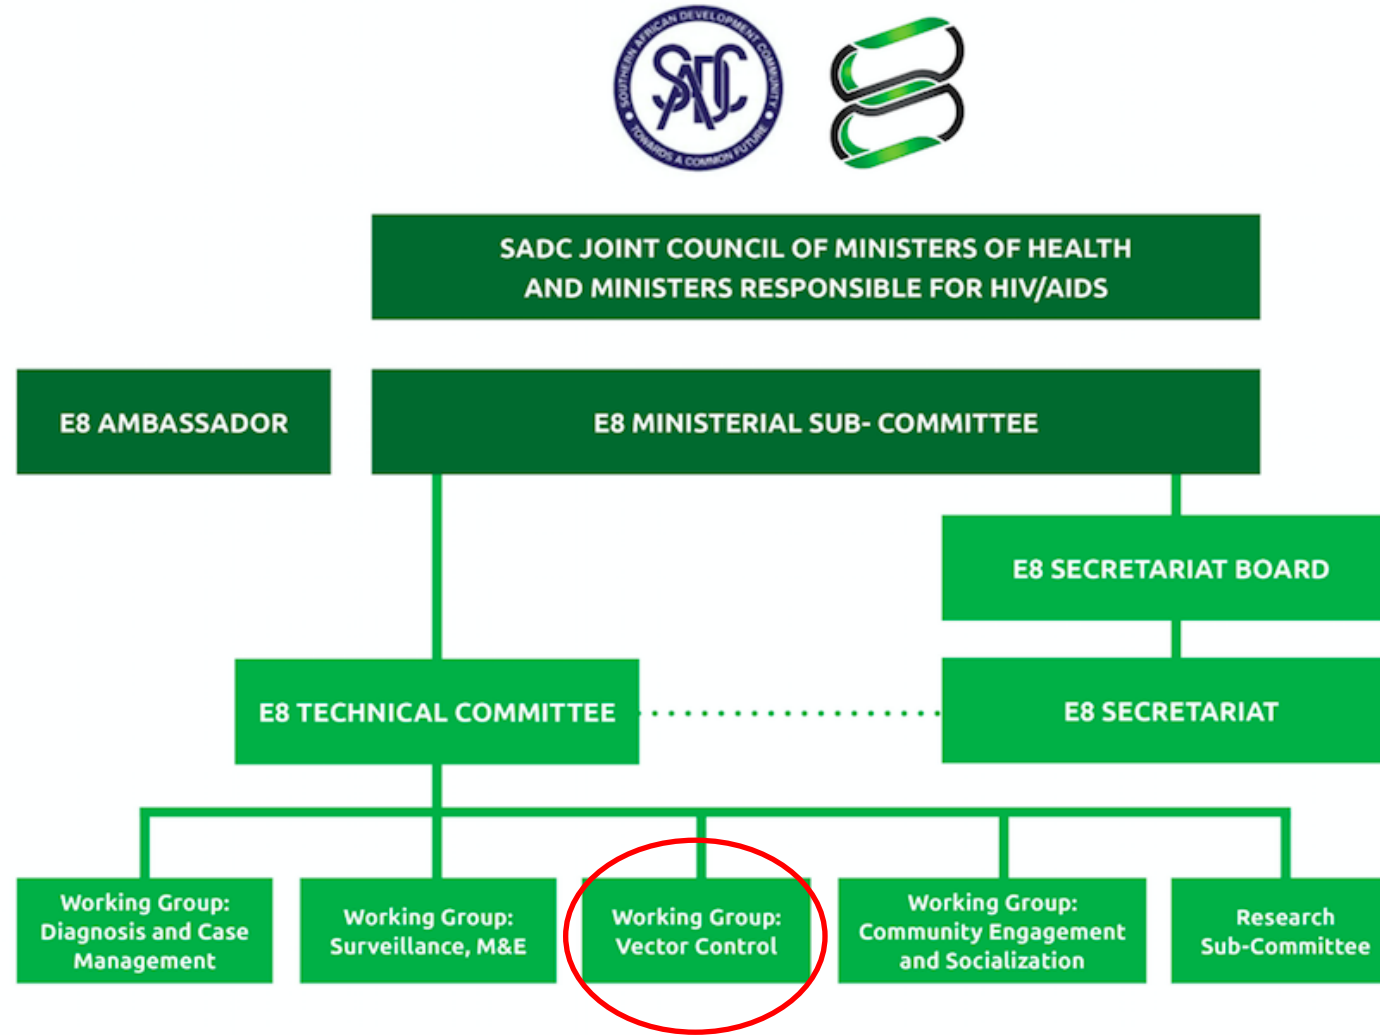 SOUTHERN AFRICAN DEVELOPMENT COMMUNITY
SADC
TOWARDS A COMMON FUTURE
SADC JOINT COUNCIL OF MINISTERS OF HEALTH
AND MINISTERS RESPONSIBLE FOR HIV/AIDS
E8 AMBASSADOR
E8 MINISTERIAL SUB- COMMITTEE
E8 SECRETARIAT BOARD
E8 TECHNICAL COMMITTEE
E8 SECRETARIAT
Working Group:
Diagnosis and Case
Management
Working Group:
Surveillance, M&E
Working Group:
Vector Control
Working Group:
Community Engagement
and Socialization
Research
Sub-Committee